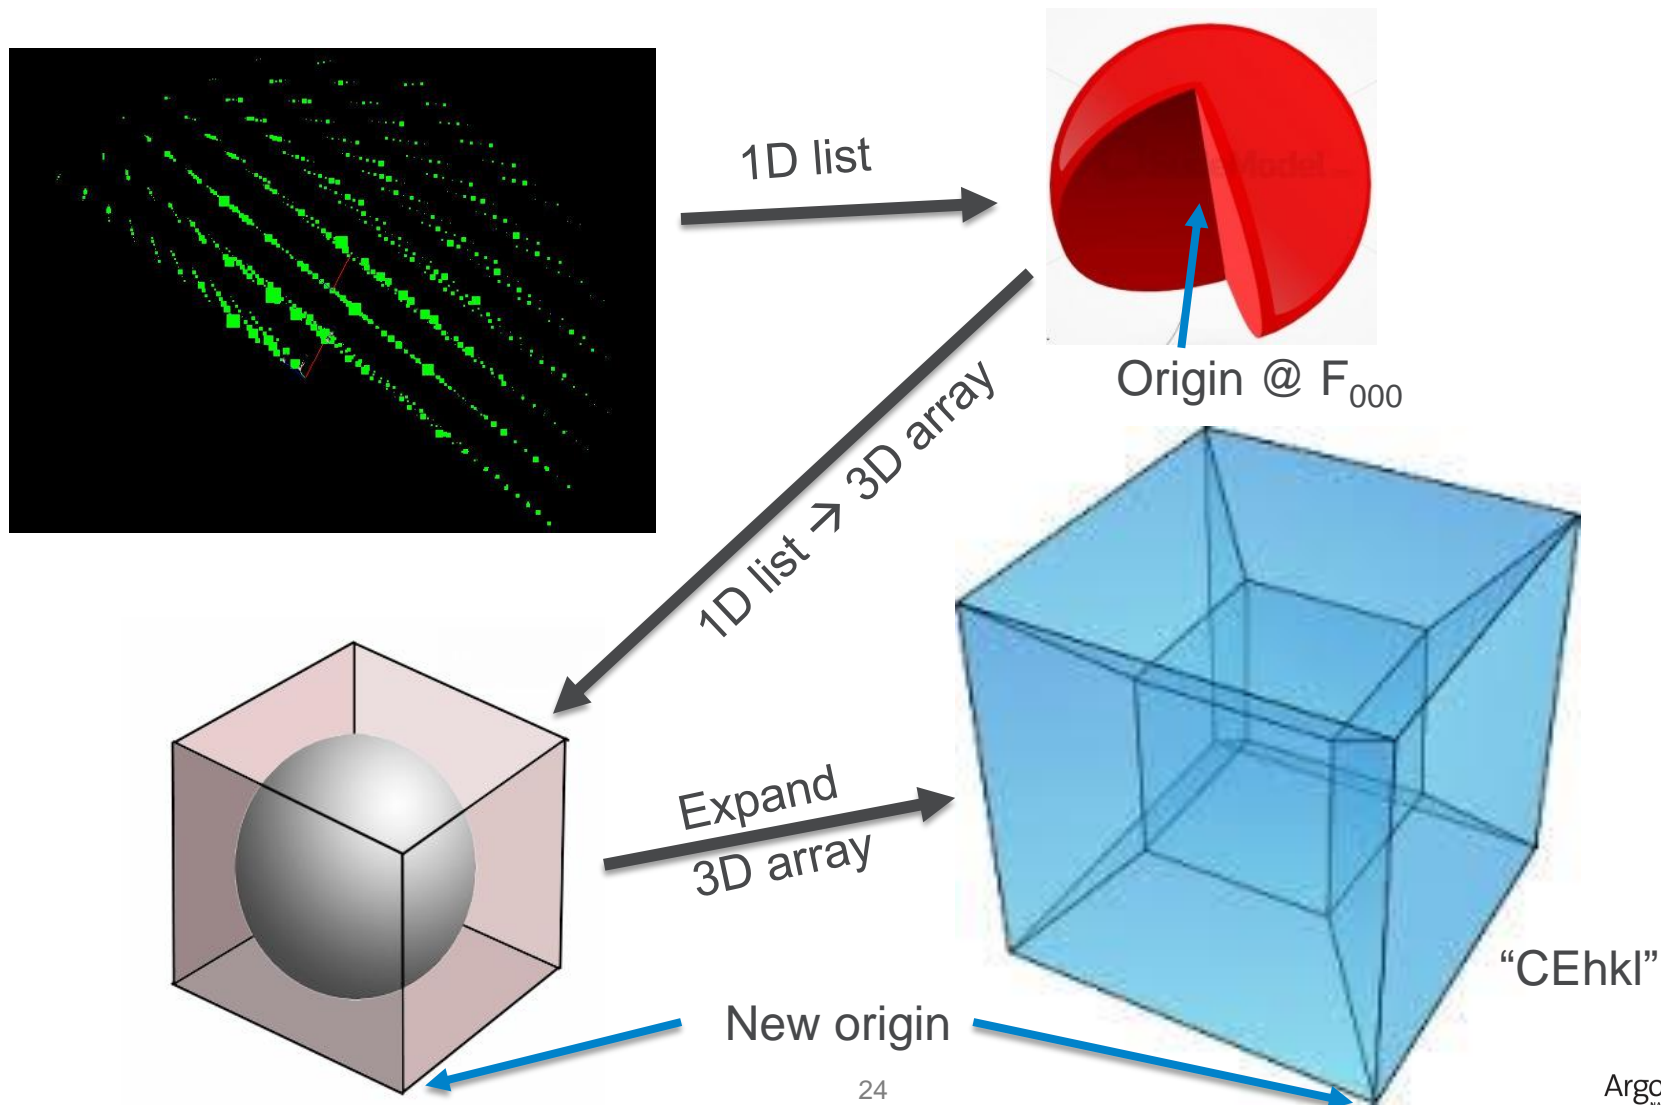 1D list
Origin @ F000
1D list → 3D array
Expand
3D array
“CEhkl”
New origin
24